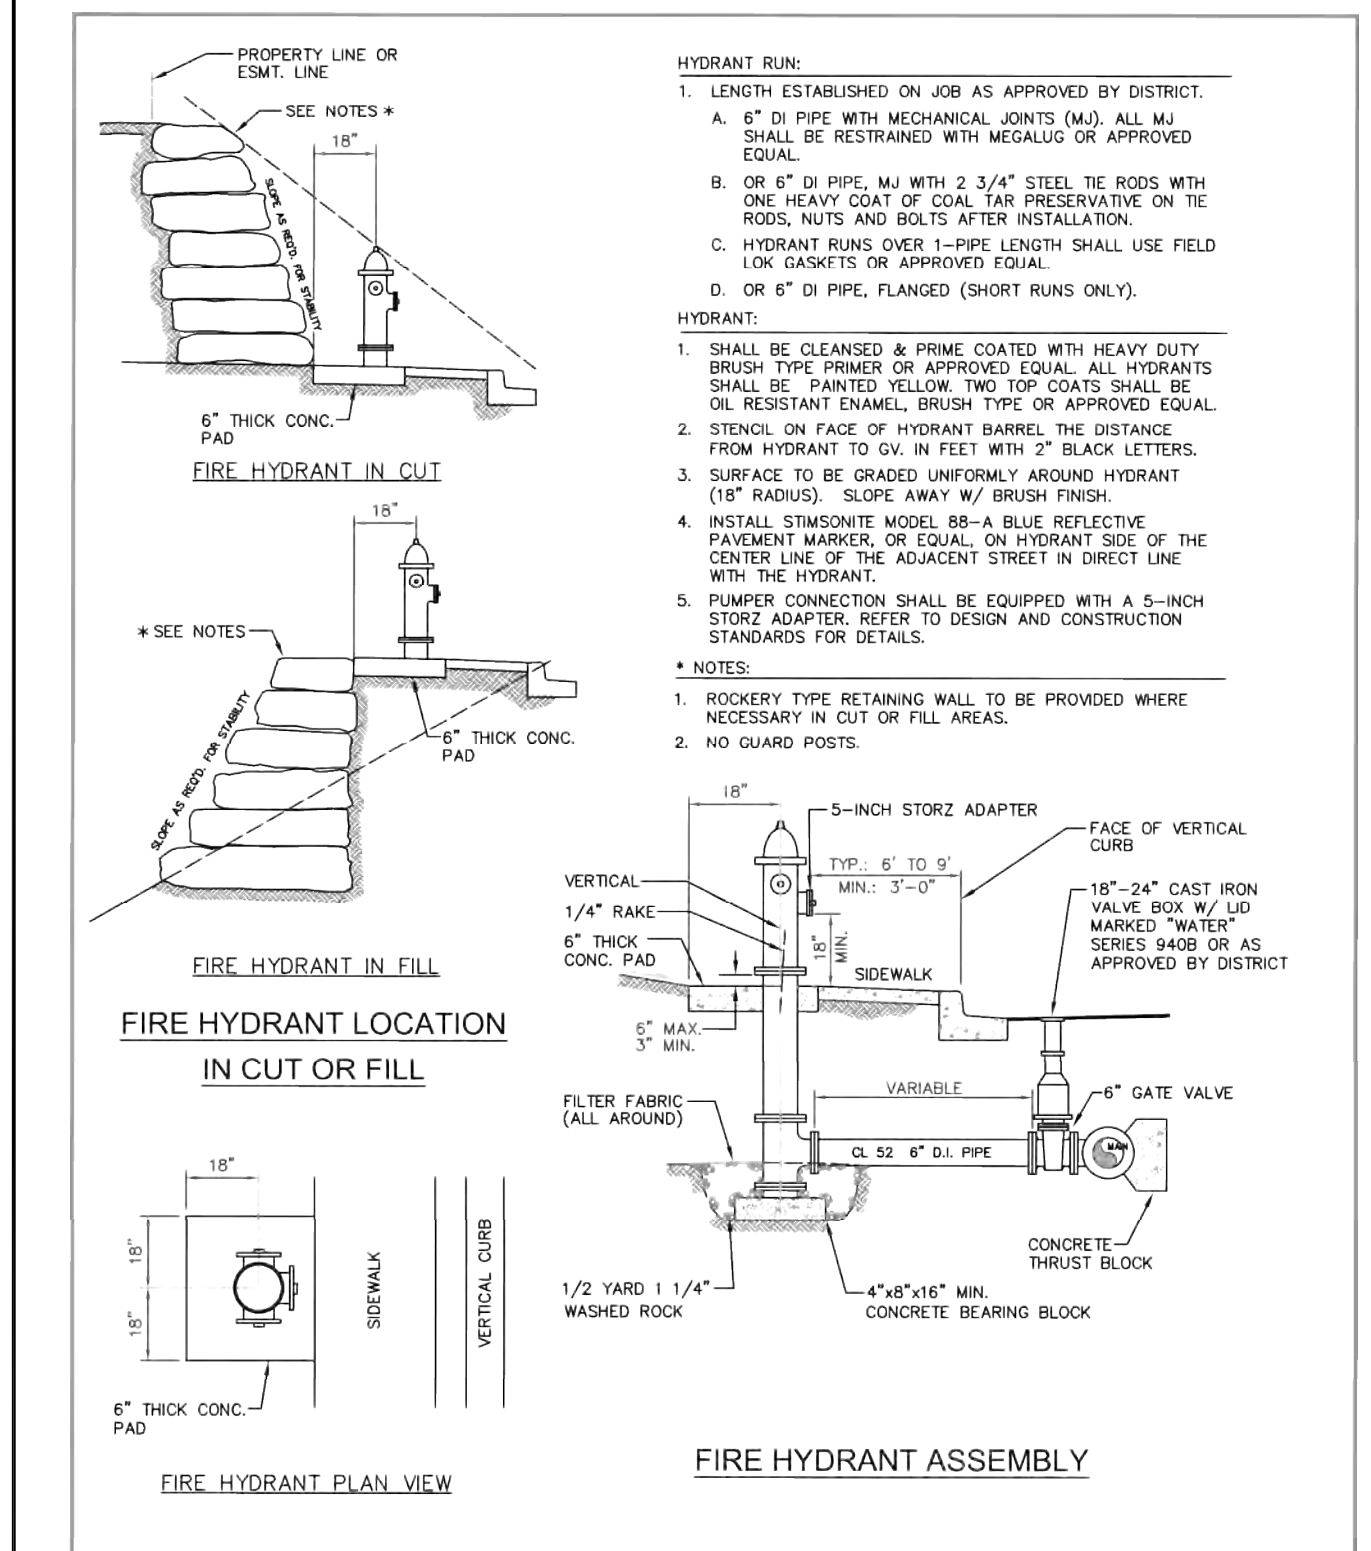 PROPERTY LINE OR
ESMT. LINE
SEE NOTES *
18"
SLOPE AS REQ'D. FOR STABILITY
6" THICK CONC.
PAD
FIRE HYDRANT IN CUT
18"
* SEE NOTES
SLOPE AS REQ'D. FOR STABILITY
6" THICK CONC.
PAD
FIRE HYDRANT IN FILL
FIRE HYDRANT LOCATION
IN CUT OR FILL
18"
18"
18"
SIDEWALK
VERTICAL CURB
6" THICK CONC.
PAD
FIRE HYDRANT PLAN VIEW
HYDRANT RUN:
1. LENGTH ESTABLISHED ON JOB AS APPROVED BY DISTRICT.
A. 6" DI PIPE WITH MECHANICAL JOINTS (MJ). ALL MJ
SHALL BE RESTRAINED WITH MEGALUG OR APPROVED
EQUAL.
B. OR 6" DI PIPE, MJ WITH 2 3/4" STEEL TIE RODS WITH
ONE HEAVY COAT OF COAL TAR PRESERVATIVE ON TIE
RODS, NUTS AND BOLTS AFTER INSTALLATION.
C. HYDRANT RUNS OVER 1-PIPE LENGTH SHALL USE FIELD
LOK GASKETS OR APPROVED EQUAL.
D. OR 6" DI PIPE, FLANGED (SHORT RUNS ONLY).
HYDRANT:
1. SHALL BE CLEANSED & PRIME COATED WITH HEAVY DUTY
BRUSH TYPE PRIMER OR APPROVED EQUAL. ALL HYDRANTS
SHALL BE PAINTED YELLOW. TWO TOP COATS SHALL BE
OIL RESISTANT ENAMEL, BRUSH TYPE OR APPROVED EQUAL.
2. STENCIL ON FACE OF HYDRANT BARREL THE DISTANCE
FROM HYDRANT TO GV. IN FEET WITH 2" BLACK LETTERS.
3. SURFACE TO BE GRADED UNIFORMLY AROUND HYDRANT
(18" RADIUS). SLOPE AWAY W/ BRUSH FINISH.
4. INSTALL STIMSONITE MODEL 88-A BLUE REFLECTIVE
PAVEMENT MARKER, OR EQUAL, ON HYDRANT SIDE OF THE
CENTER LINE OF THE ADJACENT STREET IN DIRECT LINE
WITH THE HYDRANT.
5. PUMPER CONNECTION SHALL BE EQUIPPED WITH A 5-INCH
STORZ ADAPTER. REFER TO DESIGN AND CONSTRUCTION
STANDARDS FOR DETAILS.
* NOTES:
1. ROCKERY TYPE RETAINING WALL TO BE PROVIDED WHERE
NECESSARY IN CUT OR FILL AREAS.
2. NO GUARD POSTS.
18"
5-INCH STORZ ADAPTER
FACE OF VERTICAL
CURB
TYP.: 6' TO 9'
MIN.: 3'-0"
VERTICAL
1/4" RAKE
6" THICK
CONC. PAD
18"
MIN.
SIDEWALK
18"-24" CAST IRON
VALVE BOX W/ LID
MARKED "WATER"
SERIES 940B OR AS
APPROVED BY DISTRICT
6" MAX.
3" MIN.
VARIABLE
6" GATE VALVE
FILTER FABRIC
(ALL AROUND)
CL 52 6" D.I. PIPE
MAIN
CONCRETE
THRUST BLOCK
1/2 YARD 1 1/4"
WASHED ROCK
4"x8"x16" MIN.
CONCRETE BEARING BLOCK
FIRE HYDRANT ASSEMBLY